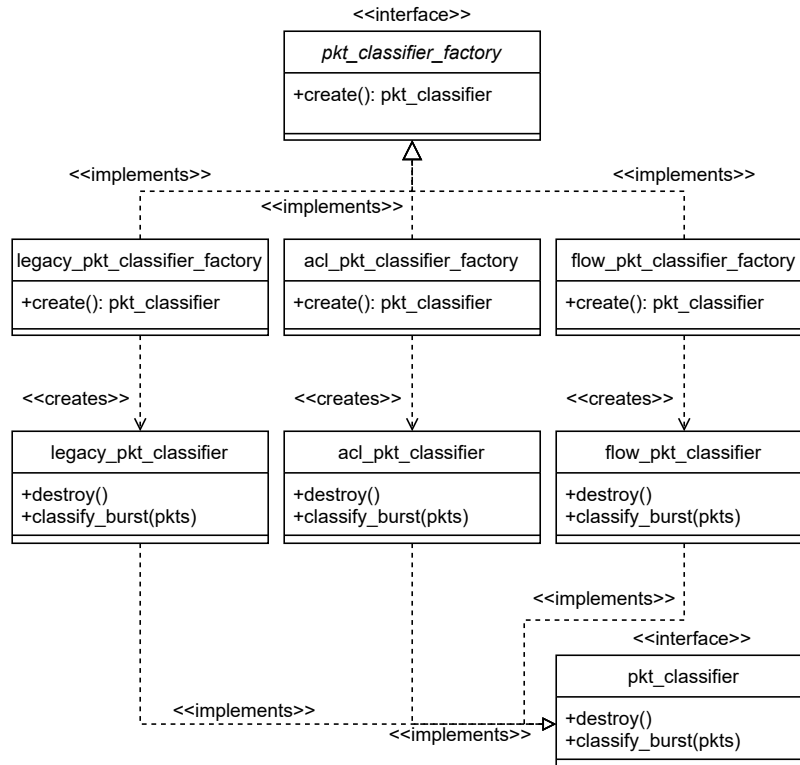 <<interface>>
pkt_classifier_factory
+create(): pkt_classifier
<<implements>>
<<implements>>
<<implements>>
legacy_pkt_classifier_factory
+create(): pkt_classifier
acl_pkt_classifier_factory
+create(): pkt_classifier
flow_pkt_classifier_factory
+create(): pkt_classifier
<<creates>>
<<creates>>
<<creates>>
legacy_pkt_classifier
+destroy()
+classify_burst(pkts)
acl_pkt_classifier
+destroy()
+classify_burst(pkts)
flow_pkt_classifier
+destroy()
+classify_burst(pkts)
<<implements>>
<<interface>>
pkt_classifier
+destroy()
+classify_burst(pkts)
<<implements>>
<<implements>>